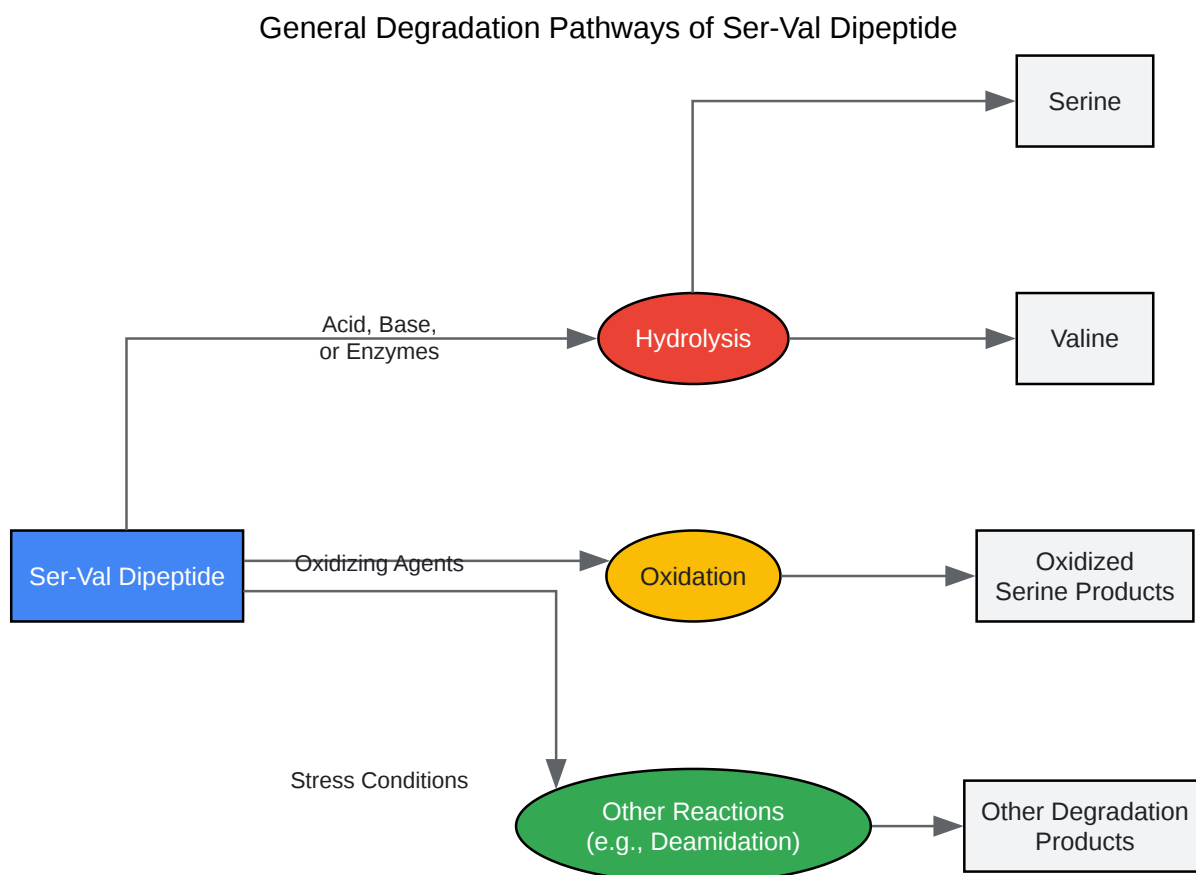 General Degradation Pathways of Ser-Val Dipeptide
Serine
Acid, Base,
or Enzymes
Hydrolysis
Valine
Ser-Val Dipeptide
Oxidizing Agents
Oxidation
Oxidized
Serine Products
Stress Conditions
Other Reactions
(e.g., Deamidation)
Other Degradation
Products